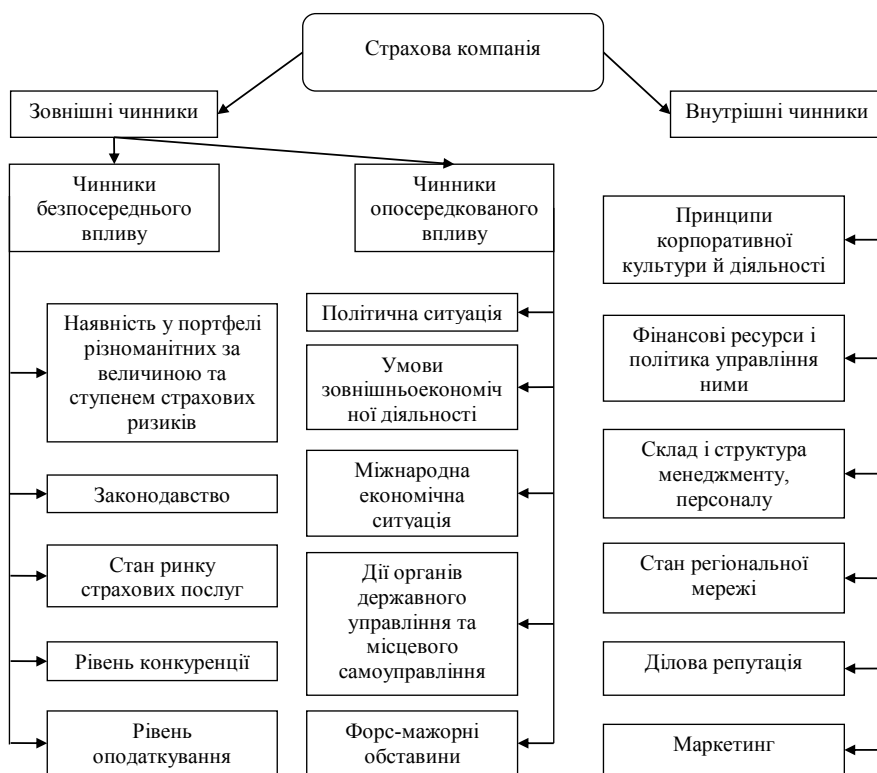 Страхова компанія
Зовнішні чинники
Внутрішні чинники
Чинники
безпосереднього
впливу
Чинники
опосередкованого
впливу
Наявність у портфелі
різноманітних за
величиною та
ступенем страхових
ризиків
Законодавство
Стан ринку
страхових послуг
Рівень конкуренції
Рівень
оподаткування
Політична ситуація
Умови
зовнішньоекономіч
ної діяльності
Міжнародна
економічна
ситуація
Дії органів
державного
управління та
місцевого
самоуправління
Форс-мажорні
обставини
Принципи
корпоративної
культури й діяльності
Фінансові ресурси і
політика управління
ними
Склад і структура
менеджменту,
персоналу
Стан регіональної
мережі
Ділова репутація
Маркетинг